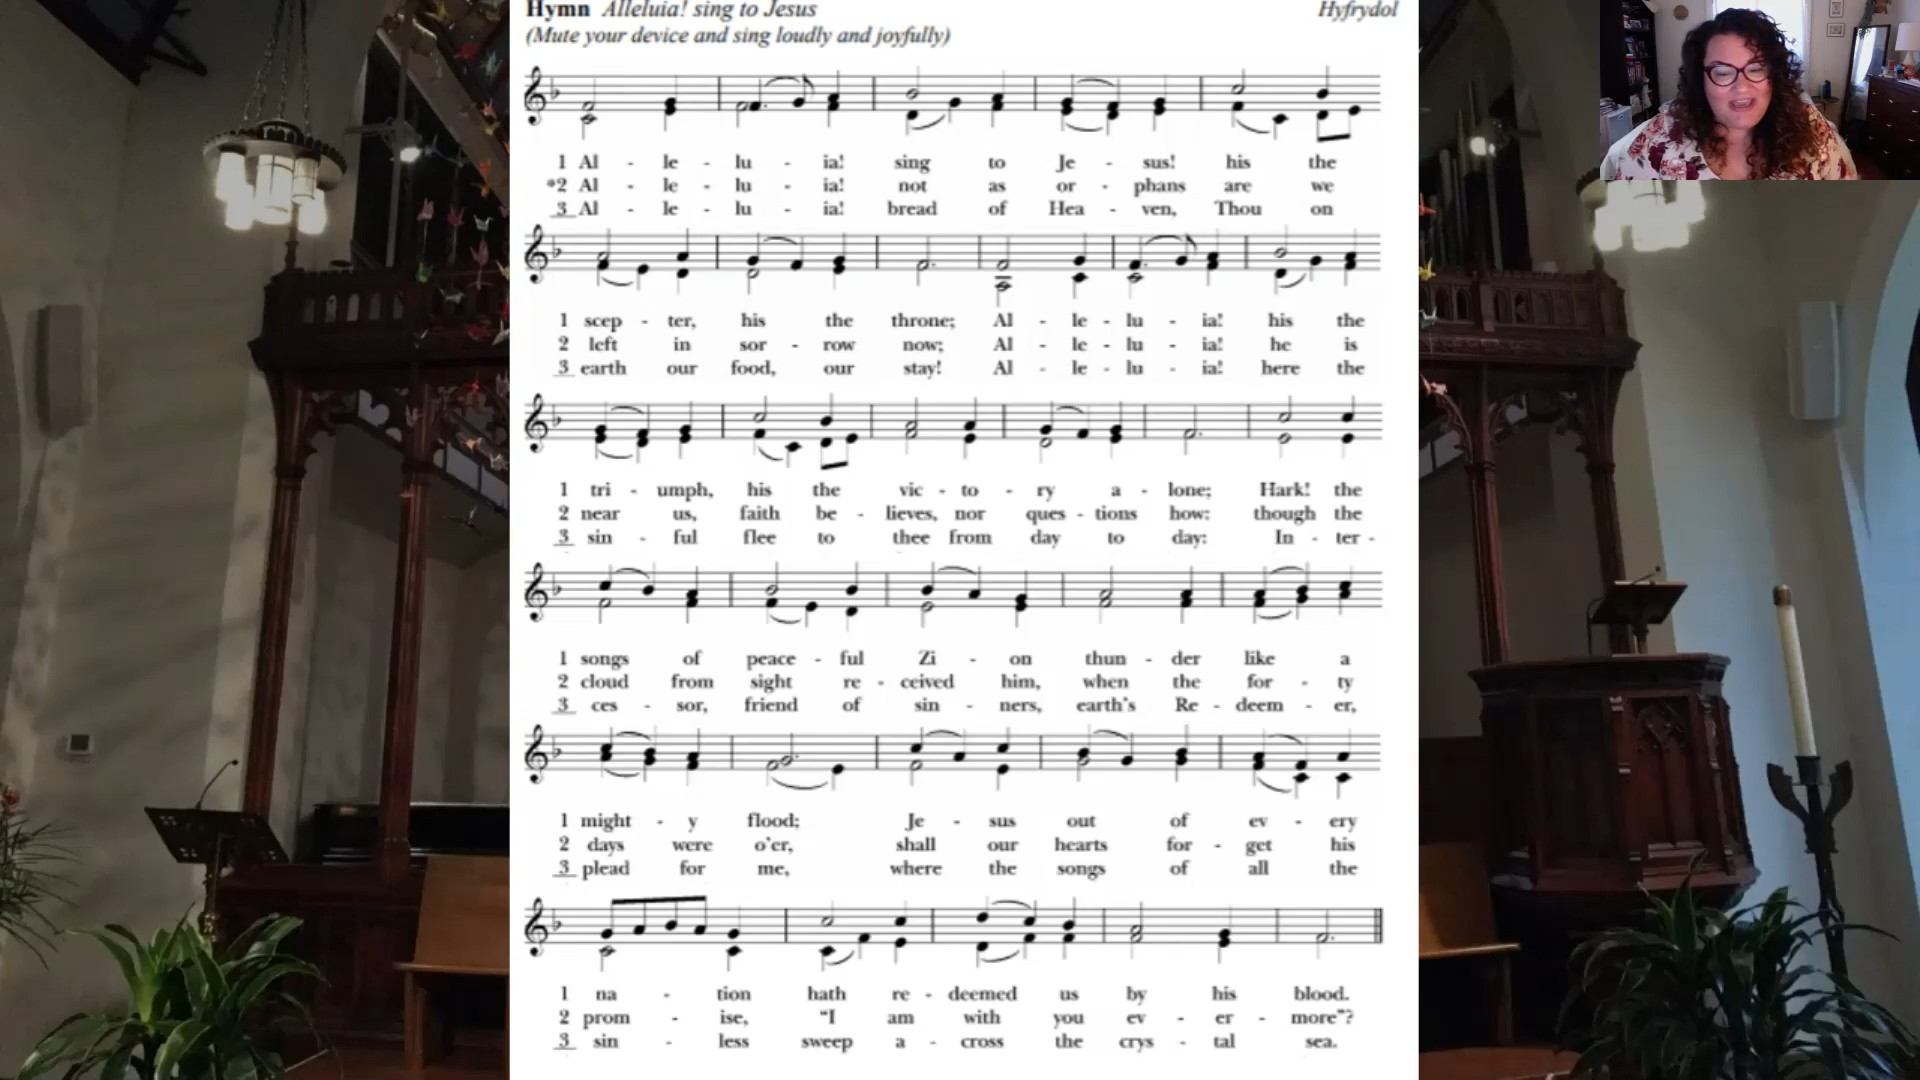 Hymn Alleluia! sing to Jesus Hyfrydol
(Mute your device and sing loudly and joyfully)
1 Al - le - lu - ia! sing to Je - sus! his the
*2 Al - le - lu - ia! not as or - phans are we
3 Al - le - lu - ia! bread of Hea - ven, Thou on
1 scep - ter, his the throne; Al - le - lu - ia! his the
2 left in sor - row now; Al - le - lu - ia! he is
3 earth our food, our stay! Al - le - lu - ia! here the
1 tri - umph, his the vic - to - ry a - lone; Hark! the
2 near us, faith be - lieves, nor ques - tions how: though the
3 sin - ful flee to thee from day to day: In - ter -
1 songs of peace - ful Zi - on thun - der like a
2 cloud from sight re - ceived him, when the for - ty
3 ces - sor, friend of sin - ners, earth's Re - deem - er,
1 might - y flood; Je - sus out of ev - ery
2 days were o'er, shall our hearts for - get his
3 plead for me, where the songs of all the
1 na - tion hath re - deemed us by his blood.
2 prom - ise, "I am with you ev - er - more"?
3 sin - less sweep a - cross the crys - tal sea.